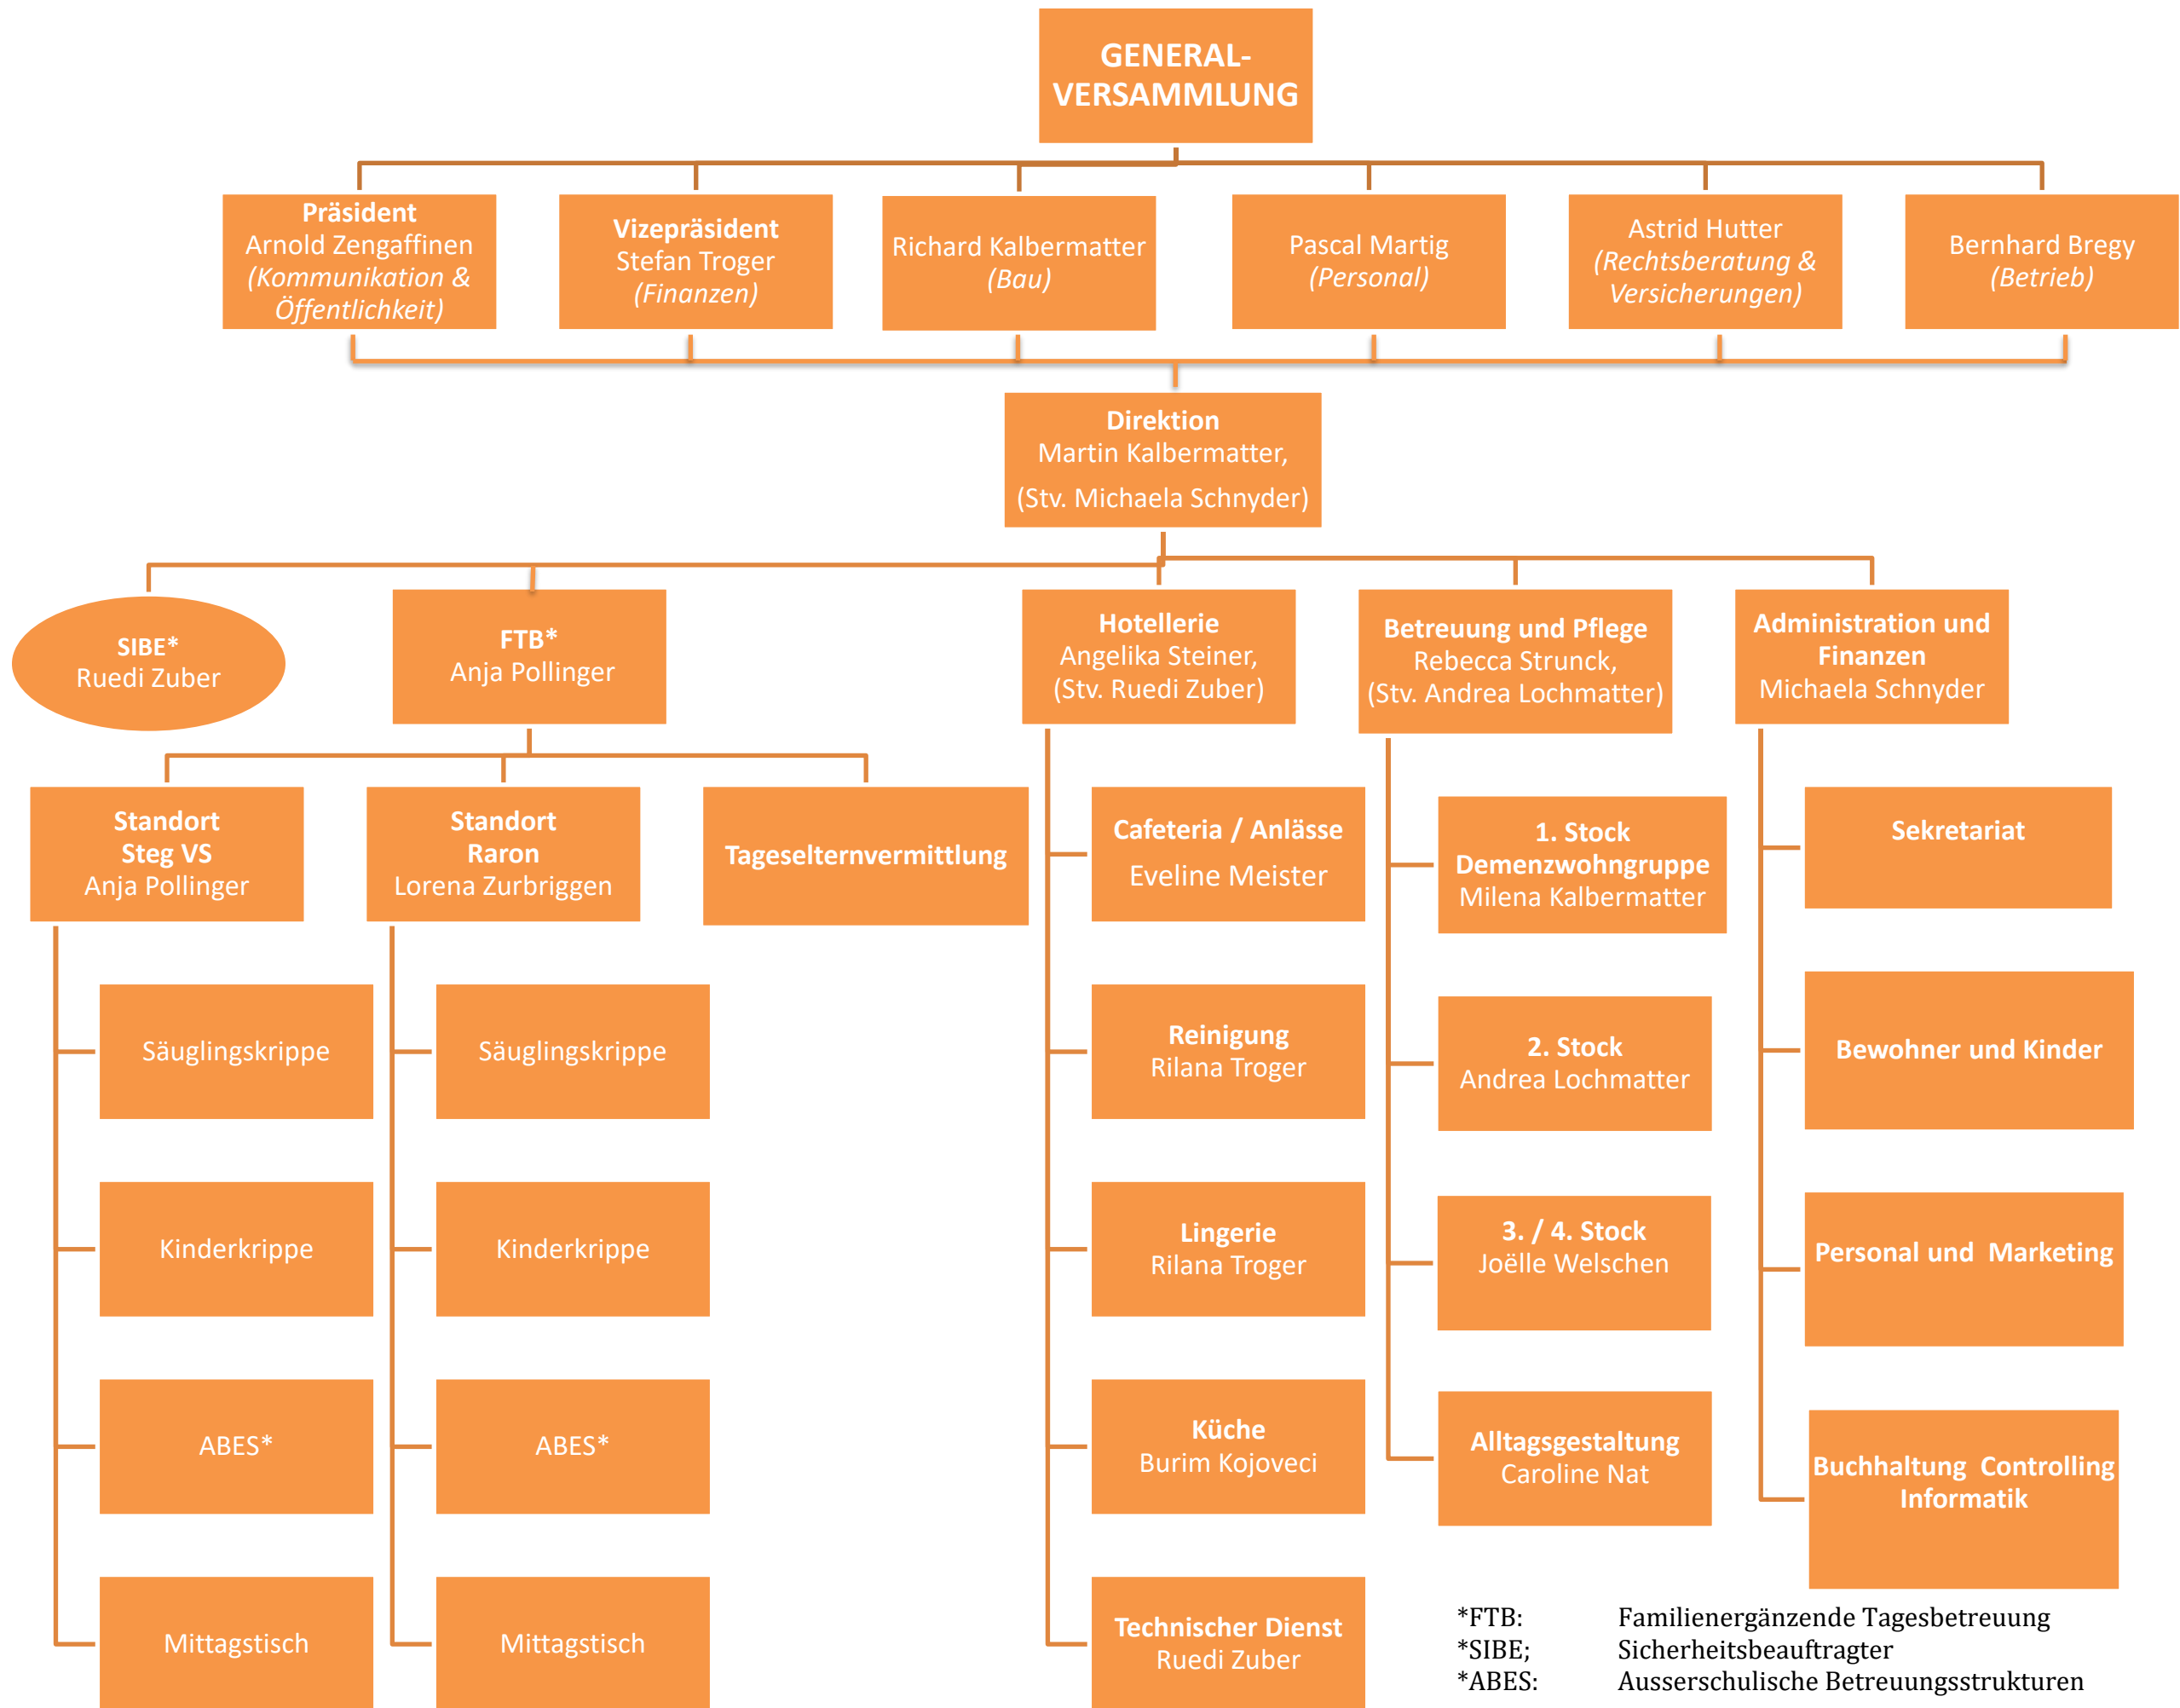 GENERAL-
VERSAMMLUNG
Präsident
Arnold Zengaffinen
(Kommunikation &
Öffentlichkeit)
Vizepräsident
Stefan Troger
(Finanzen)
Richard Kalbermatter
(Bau)
Pascal Martig
(Personal)
Astrid Hutter
(Rechtsberatung &
Versicherungen)
Bernhard Bregy
(Betrieb)
Direktion
Martin Kalbermatter,
(Stv. Michaela Schnyder)
SIBE*
Ruedi Zuber
FTB*
Anja Pollinger
Hotellerie
Angelika Steiner,
(Stv. Ruedi Zuber)
Betreuung und Pflege
Rebecca Strunck,
(Stv. Andrea Lochmatter)
Administration und
Finanzen
Michaela Schnyder
Standort
Steg VS
Anja Pollinger
Säuglingskrippe
Kinderkrippe
ABES*
Mittagstisch
Standort
Raron
Lorena Zurbriggen
Säuglingskrippe
Kinderkrippe
ABES*
Mittagstisch
Tageselternvermittlung
Cafeteria / Anlässe
Eveline Meister
Reinigung
Rilana Troger
Lingerie
Rilana Troger
Küche
Burim Kojoveci
Technischer Dienst
Ruedi Zuber
1. Stock
Demenzwohngruppe
Milena Kalbermatter
2. Stock
Andrea Lochmatter
3. / 4. Stock
Joëlle Welschen
Alltagsgestaltung
Caroline Nat
Sekretariat
Bewohner und Kinder
Personal und  Marketing
Buchhaltung  Controlling
Informatik
*FTB: Familienergänzende Tagesbetreuung
*SIBE; Sicherheitsbeauftragter
*ABES: Ausserschulische Betreuungsstrukturen